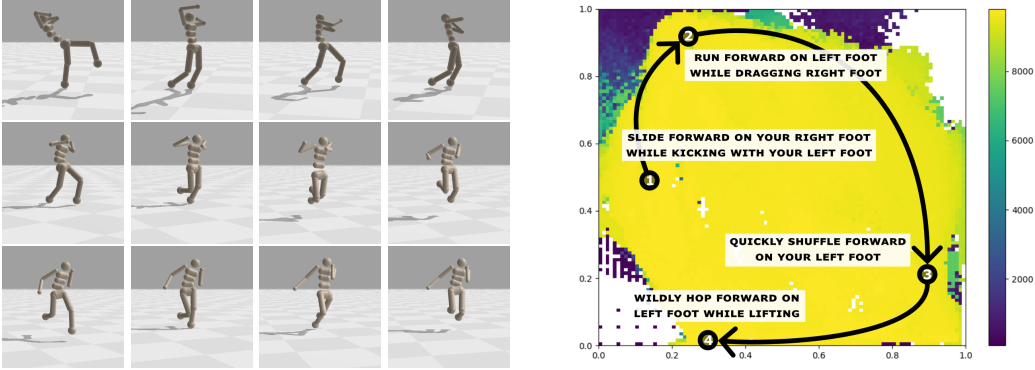 1.0
0.8
0.6
0.4
0.2
0.0
0.0
0.2
0.4
0.6
0.8
1.0
2
RUN FORWARD ON LEFT FOOT
WHILE DRAGGING RIGHT FOOT
SLIDE FORWARD ON YOUR RIGHT FOOT
WHILE KICKING WITH YOUR LEFT FOOT
1
QUICKLY SHUFFLE FORWARD
ON YOUR LEFT FOOT
3
WILDLY HOP FORWARD ON
LEFT FOOT WHILE LIFTING
4
8000
6000
4000
2000